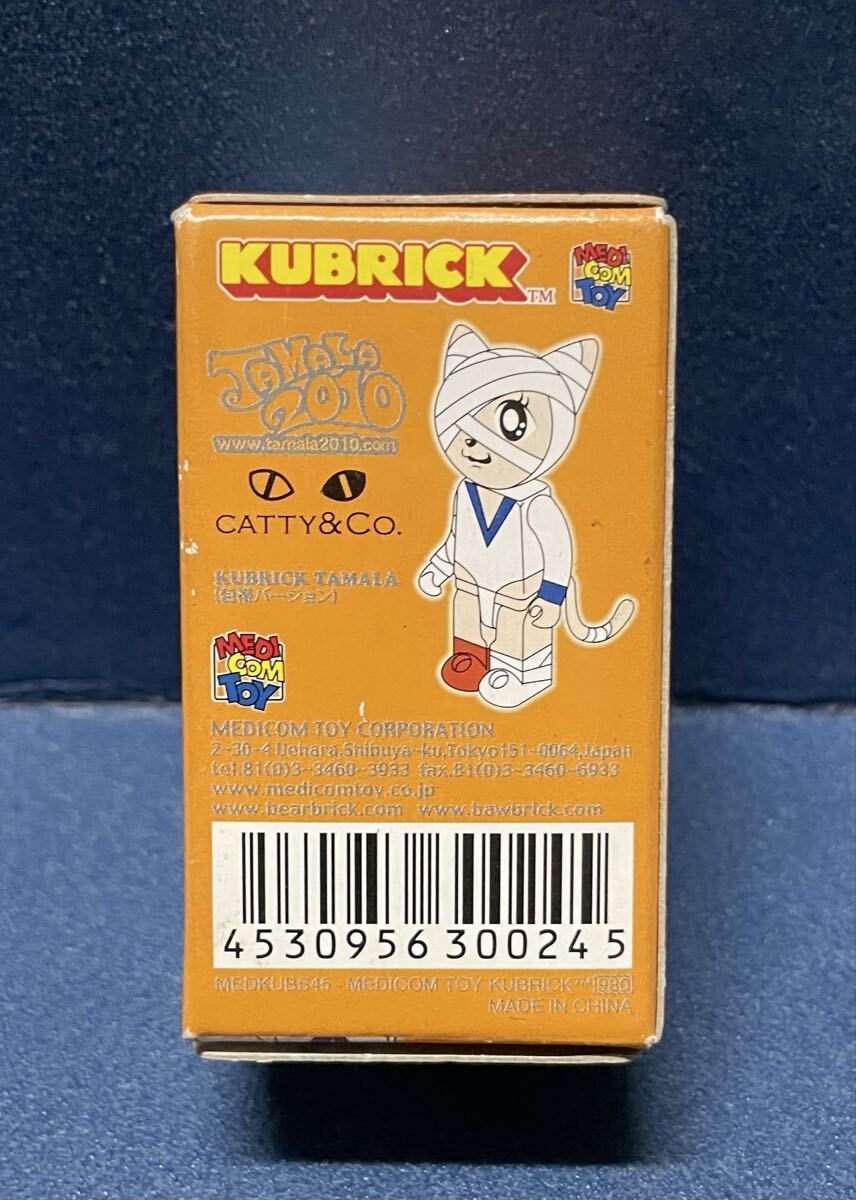 KUBRICK TM
MEDI
COM
TOY
TAMALA
2010
www.tamala2010.com
CATTY&CO.
KUBRICK TAMALA
(包帯バージョン)
MEDI
COM
TOY
MEDICOM TOY CORPORATION
2-30-4 Uehara,Shibuya-ku,Tokyo151-0064,Japan
tel.81(0)3-3460-3933 fax.81(0)3-3460-6933
www.medicomtoy.co.jp
www.bearbrick.com www.bawbrick.com
4530956300245
MEDKUBS45 - MEDICOM TOY KUBRICK™ 980
MADE IN CHINA